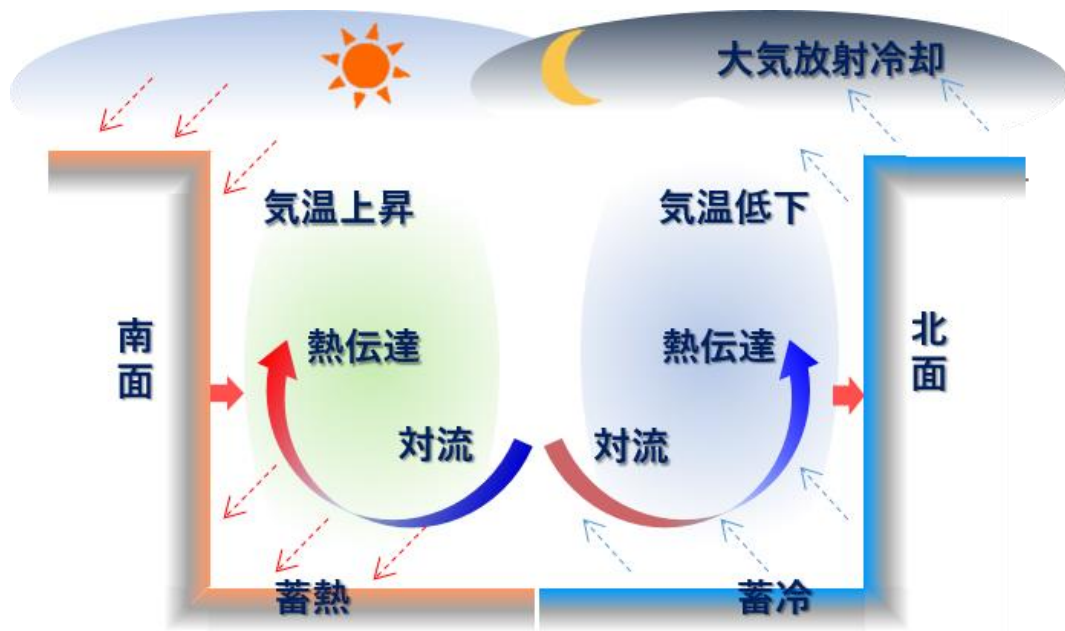 大気放射冷却
気温上昇
気温低下
南面
熱伝達
熱伝達
北面
対流
対流
蓄熱
蓄冷